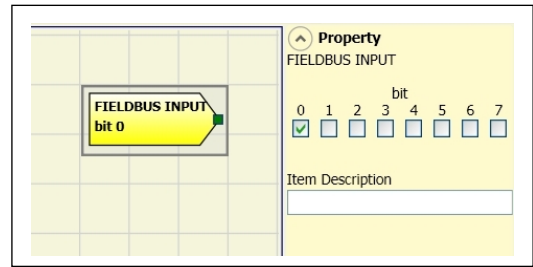 FIELDBUS INPUT
bit 0
Property
FIELDBUS INPUT
bit
0 1 2 3 4 5 6 7
Item Description